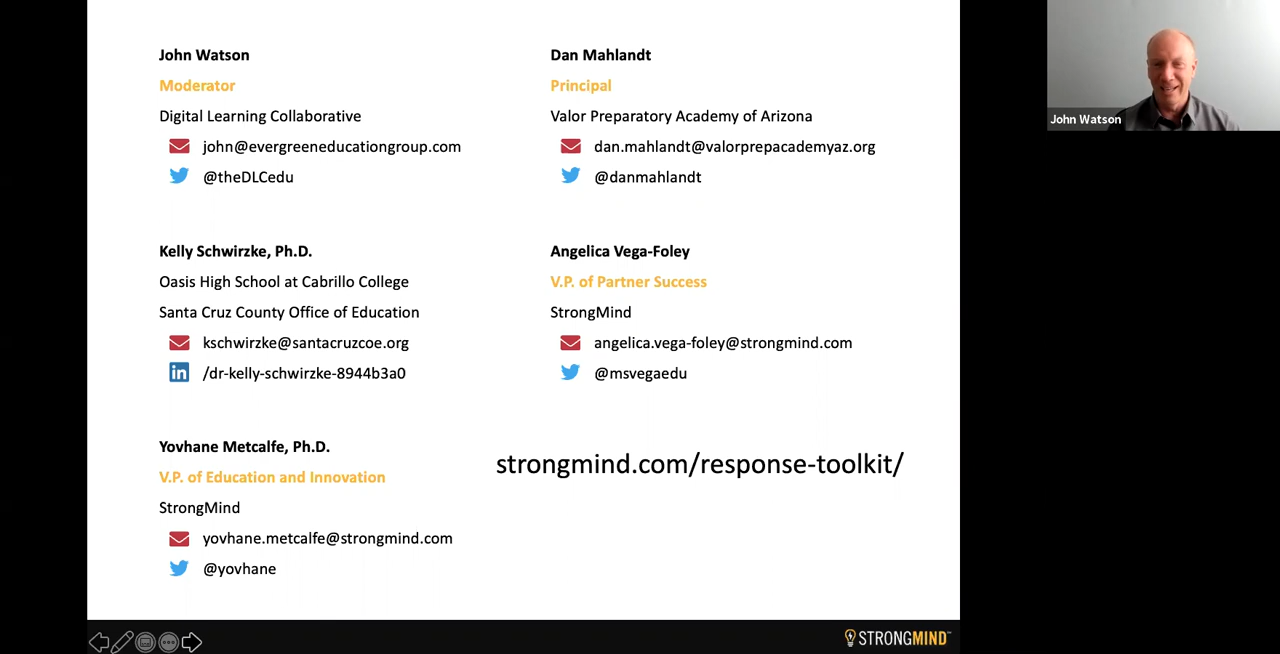 John Watson
Moderator
Digital Learning Collaborative
john@evergreeneducationgroup.com
@theDLCedu
Dan Mahlandt
Principal
Valor Preparatory Academy of Arizona
dan.mahlandt@valorprepacademyaz.org
@danmahlandt
Kelly Schwirzke, Ph.D.
Oasis High School at Cabrillo College
Santa Cruz County Office of Education
kschwirzke@santacruzcoe.org
in /dr-kelly-schwirzke-8944b3a0
Angelica Vega-Foley
V.P. of Partner Success
StrongMind
angelica.vega-foley@strongmind.com
@msvegaedu
Yovhane Metcalfe, Ph.D.
V.P. of Education and Innovation
StrongMind
yovhane.metcalfe@strongmind.com
@yovhane
strongmind.com/response-toolkit/
STRONGMIND
John Watson